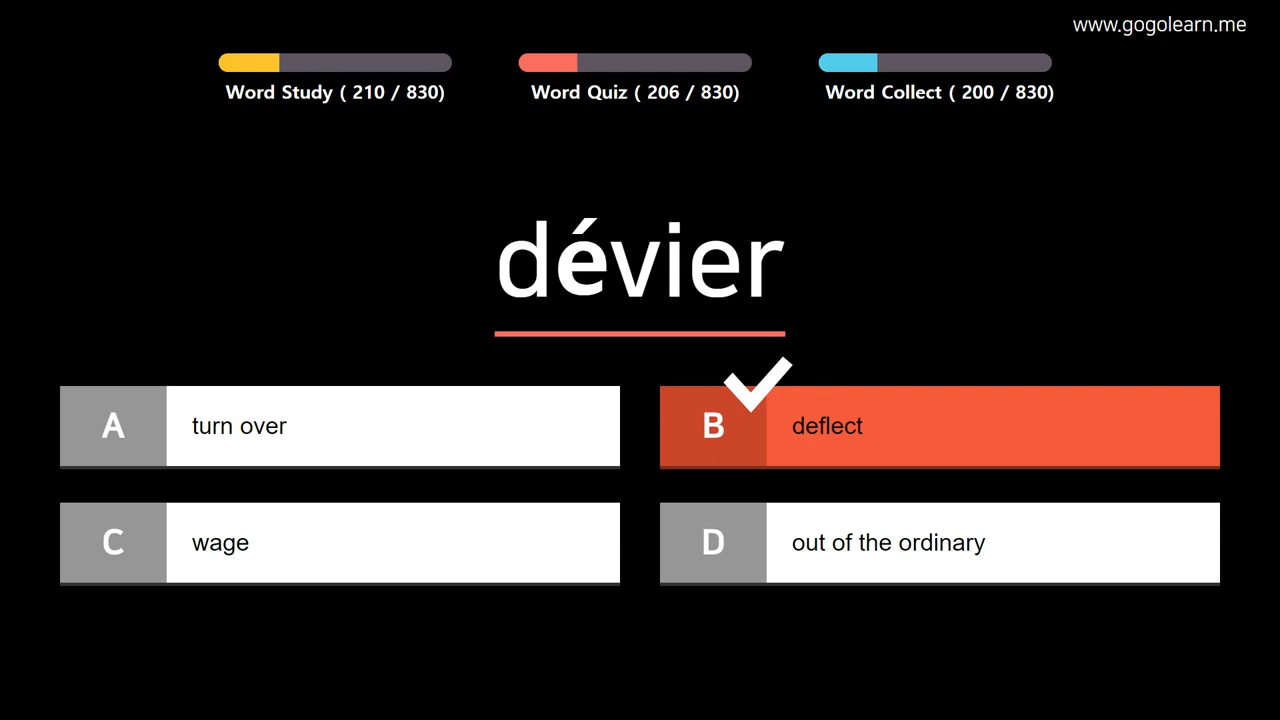 www.gogolearn.me
Word Study ( 210 / 830)
Word Quiz ( 206 / 830)
Word Collect ( 200 / 830)
dévier
A turn over
B deflect
C wage
D out of the ordinary